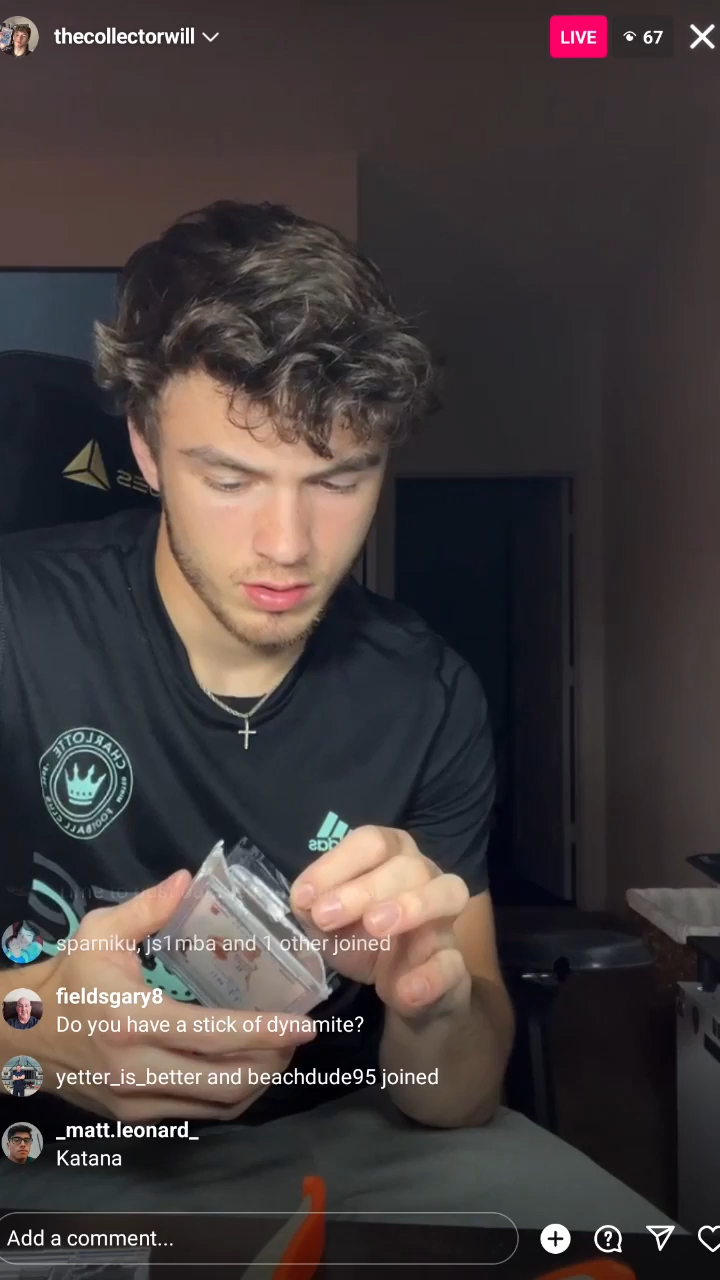 thecollectorwill
LIVE
67
CHARLOTTE
FOOTBALL CLUB
adidas
sparniku, js1mba and 1 other joined
fieldsgary8
Do you have a stick of dynamite?
yetter_is_better and beachdude95 joined
_matt.leonard_
Katana
Add a comment...